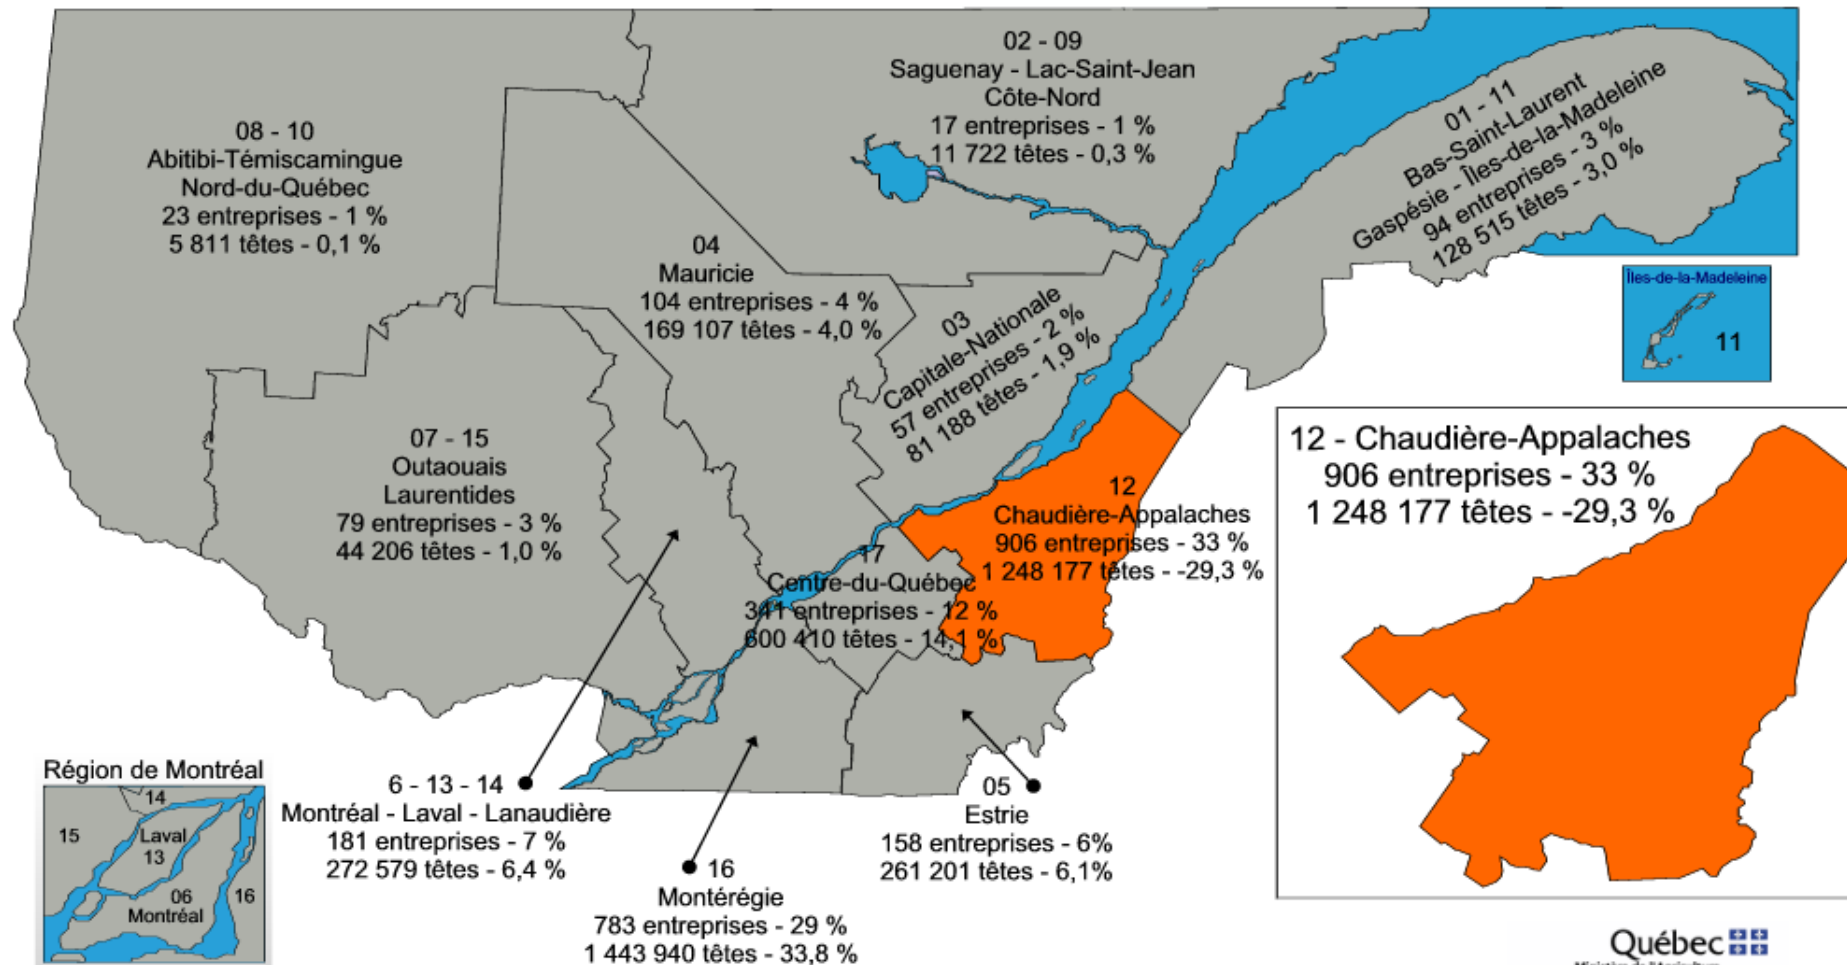 02 - 09
Saguenay - Lac-Saint-Jean
Côte-Nord
17 entreprises - 1 %
11 722 têtes - 0,3 %
01 - 11
Bas-Saint-Laurent
Gaspésie - Îles-de-la-Madeleine
94 entreprises - 3 %
128 515 têtes - 3,0 %
08 - 10
Abitibi-Témiscamingue
Nord-du-Québec
23 entreprises - 1 %
5 811 têtes - 0,1 %
04
Mauricie
104 entreprises - 4 %
169 107 têtes - 4,0 %
03
Capitale-Nationale
57 entreprises - 2 %
81 188 têtes - 1,9 %
Îles-de-la-Madeleine
11
07 - 15
Outaouais
Laurentides
79 entreprises - 3 %
44 206 têtes - 1,0 %
12
Chaudière-Appalaches
906 entreprises - 33 %
1 248 177 têtes - -29,3 %
12 - Chaudière-Appalaches
906 entreprises - 33 %
1 248 177 têtes - -29,3 %
17
Centre-du-Québec
341 entreprises - 12 %
600 410 têtes - 14,1 %
Région de Montréal
14
15
Laval
13
06
Montréal
16
6 - 13 - 14
Montréal - Laval - Lanaudière
181 entreprises - 7 %
272 579 têtes - 6,4 %
16
Montérégie
783 entreprises - 29 %
1 443 940 têtes - 33,8 %
05
Estrie
158 entreprises - 6%
261 201 têtes - 6,1%
Québec